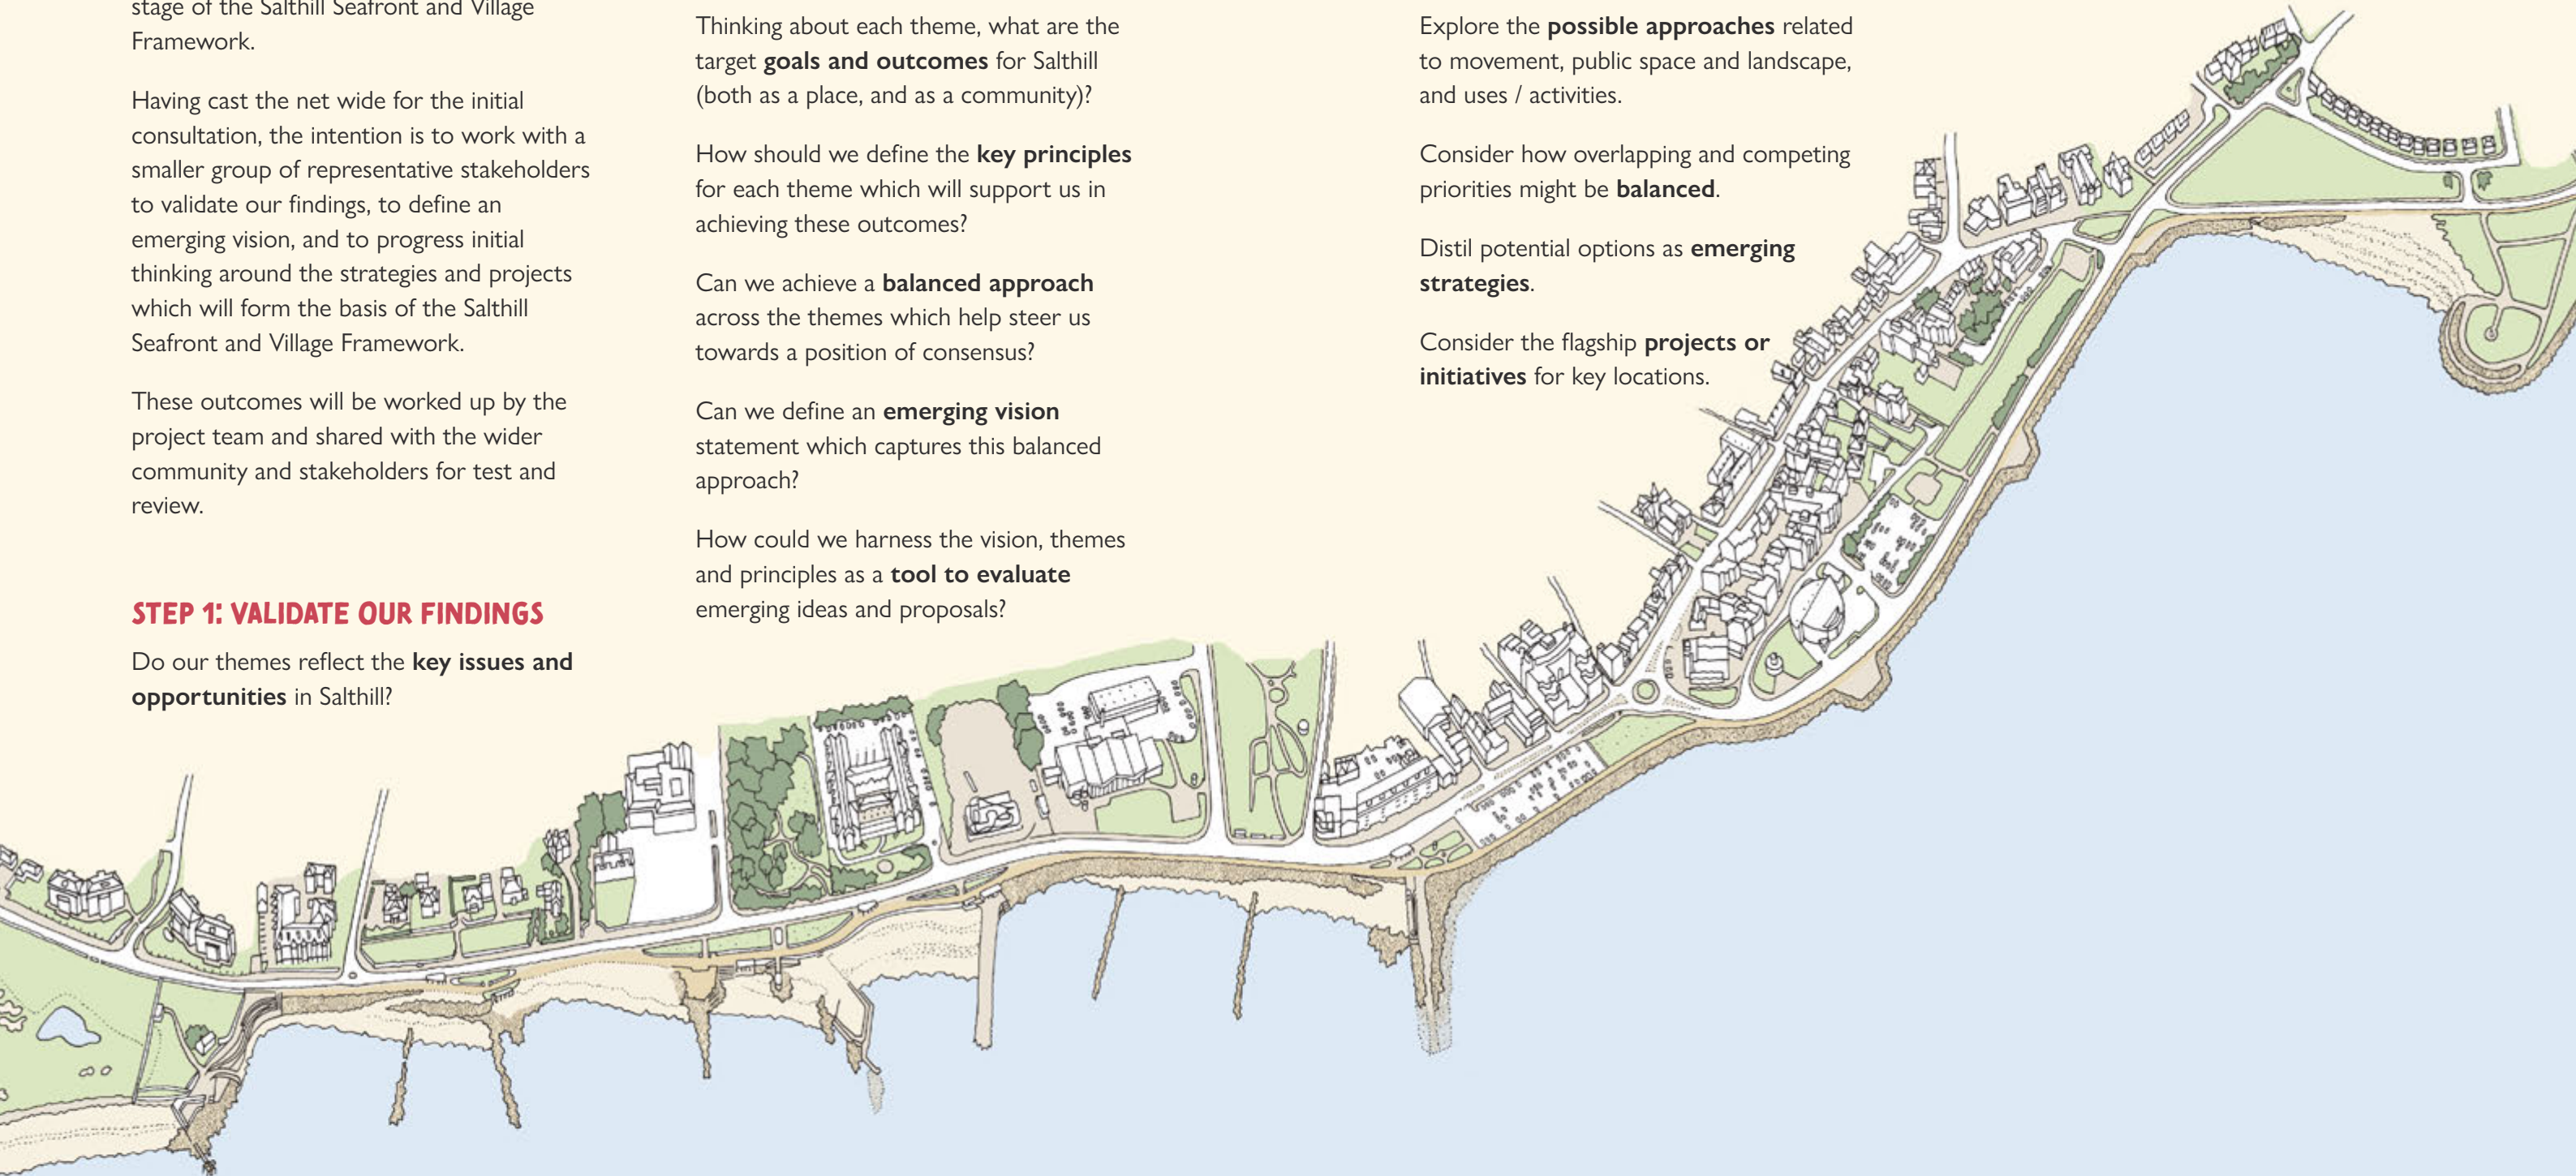 stage of the Salthill Seafront and Village
Framework.
Having cast the net wide for the initial
consultation, the intention is to work with a
smaller group of representative stakeholders
to validate our findings, to define an
emerging vision, and to progress initial
thinking around the strategies and projects
which will form the basis of the Salthill
Seafront and Village Framework.
These outcomes will be worked up by the
project team and shared with the wider
community and stakeholders for test and
review.
STEP 1: VALIDATE OUR FINDINGS
Do our themes reflect the key issues and
opportunities in Salthill?
Thinking about each theme, what are the
target goals and outcomes for Salthill
(both as a place, and as a community)?
How should we define the key principles
for each theme which will support us in
achieving these outcomes?
Can we achieve a balanced approach
across the themes which help steer us
towards a position of consensus?
Can we define an emerging vision
statement which captures this balanced
approach?
How could we harness the vision, themes
and principles as a tool to evaluate
emerging ideas and proposals?
Explore the possible approaches related
to movement, public space and landscape,
and uses / activities.
Consider how overlapping and competing
priorities might be balanced.
Distil potential options as emerging
strategies.
Consider the flagship projects or
initiatives for key locations.